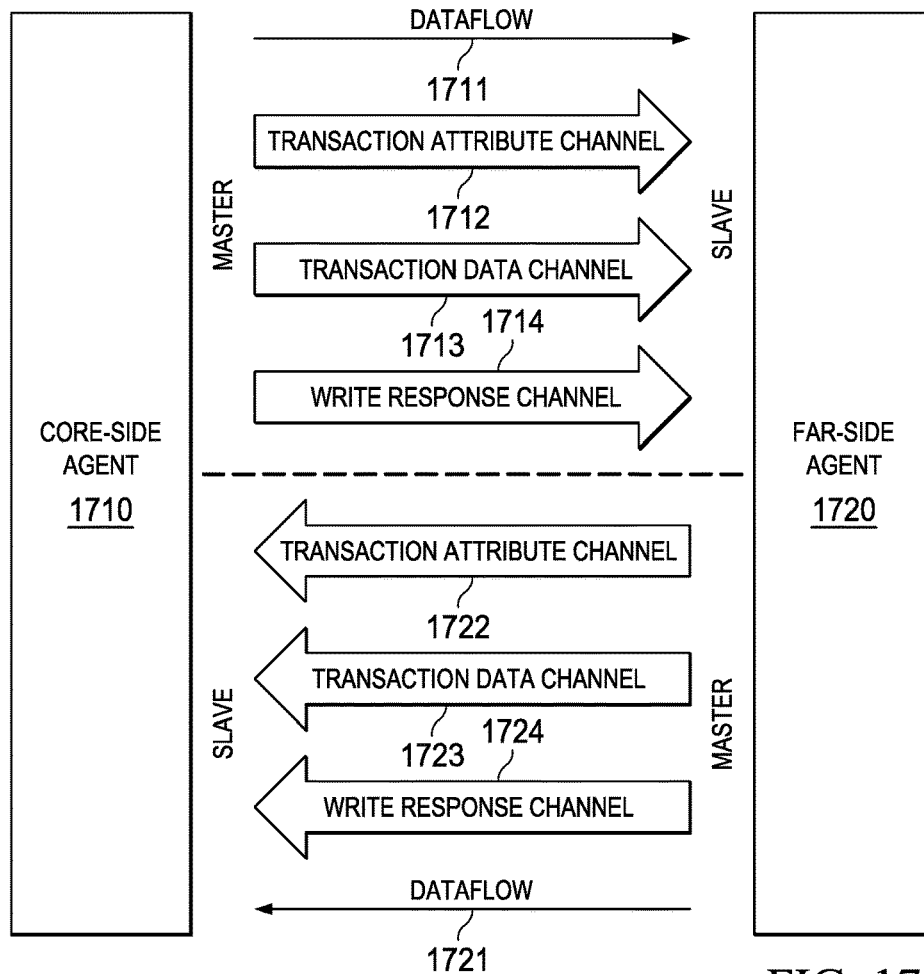 DATAFLOW
1711
TRANSACTION ATTRIBUTE CHANNEL
1712
MASTER
SLAVE
TRANSACTION DATA CHANNEL
1713
1714
WRITE RESPONSE CHANNEL
CORE-SIDE
AGENT
1710
FAR-SIDE
AGENT
1720
TRANSACTION ATTRIBUTE CHANNEL
1722
TRANSACTION DATA CHANNEL
SLAVE
MASTER
1723
1724
WRITE RESPONSE CHANNEL
DATAFLOW
1721
FIG. 17